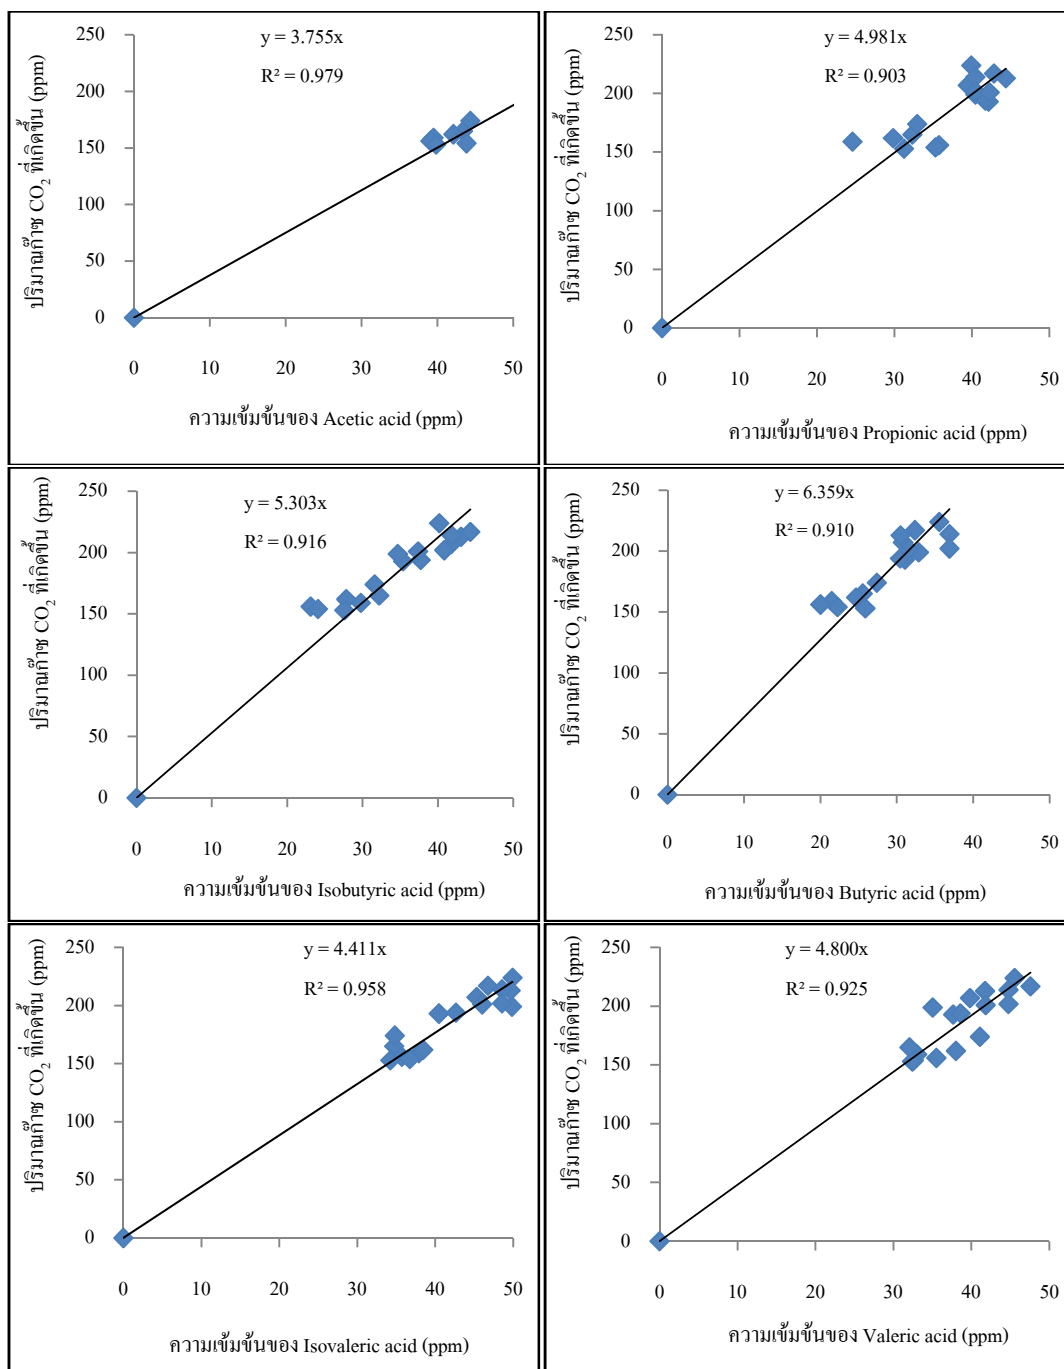 y = 3.755x
R² = 0.979
ปริมาณก๊าซ CO2 ที่เกิดขึ้น (ppm)
250
200
150
100
50
0
0 10 20 30 40 50
ความเข้มข้นของ Acetic acid (ppm)
y = 4.981x
R² = 0.903
ปริมาณก๊าซ CO2 ที่เกิดขึ้น (ppm)
250
200
150
100
50
0
0 10 20 30 40 50
ความเข้มข้นของ Propionic acid (ppm)
y = 5.303x
R² = 0.916
ปริมาณก๊าซ CO2 ที่เกิดขึ้น (ppm)
250
200
150
100
50
0
0 10 20 30 40 50
ความเข้มข้นของ Isobutyric acid (ppm)
y = 6.359x
R² = 0.910
ปริมาณก๊าซ CO2 ที่เกิดขึ้น (ppm)
250
200
150
100
50
0
0 10 20 30 40 50
ความเข้มข้นของ Butyric acid (ppm)
y = 4.411x
R² = 0.958
ปริมาณก๊าซ CO2 ที่เกิดขึ้น (ppm)
250
200
150
100
50
0
0 10 20 30 40 50
ความเข้มข้นของ Isovaleric acid (ppm)
y = 4.800x
R² = 0.925
ปริมาณก๊าซ CO2 ที่เกิดขึ้น (ppm)
250
200
150
100
50
0
0 10 20 30 40 50
ความเข้มข้นของ Valeric acid (ppm)